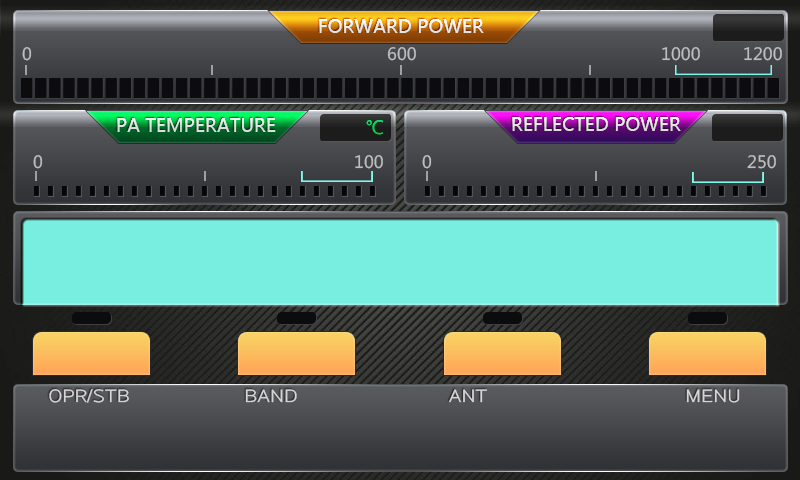 FORWARD POWER
0 600 1000 1200
PA TEMPERATURE ℃
0 100
REFLECTED POWER
0 250
OPR/STB BAND ANT MENU